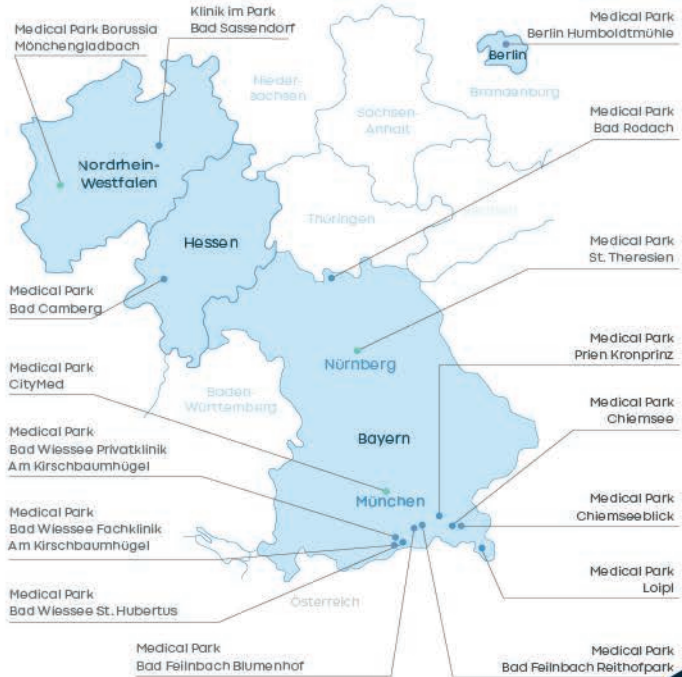 Klinik im Park
Bad Sassendorf
Medical Park Borussia
Mönchengladbach
Medical Park
Berlin Humboldtmühle
Berlin
Nieder-
sachsen
Brandenburg
Sachsen-
Anhalt
Medical Park
Bad Rodach
Nordrhein-
Westfalen
Thüringen
Hessen
Medical Park
St. Theresien
Medical Park
Bad Camberg
Medical Park
Prien Kronprinz
Nürnberg
Medical Park
CityMed
Baden-
Württemberg
Medical Park
Chiemsee
Bayern
Medical Park
Bad Wiessee Privatklinik
Am Kirschbaumhügel
München
Medical Park
Chiemseeblick
Medical Park
Bad Wiessee Fachklinik
Am Kirschbaumhügel
Medical Park
Loipl
Medical Park
Bad Wiessee St. Hubertus
Österreich
Medical Park
Bad Feilnbach Blumenhof
Medical Park
Bad Feilnbach Reithofpark